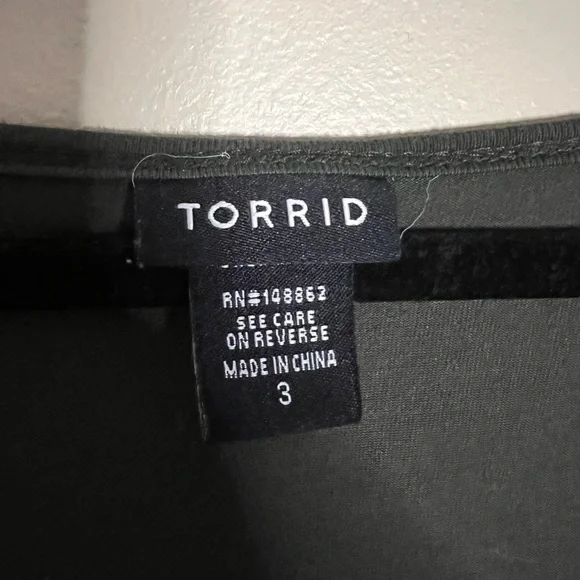 TORRID
RN#148862
SEE CARE
ON REVERSE
MADE IN CHINA
3